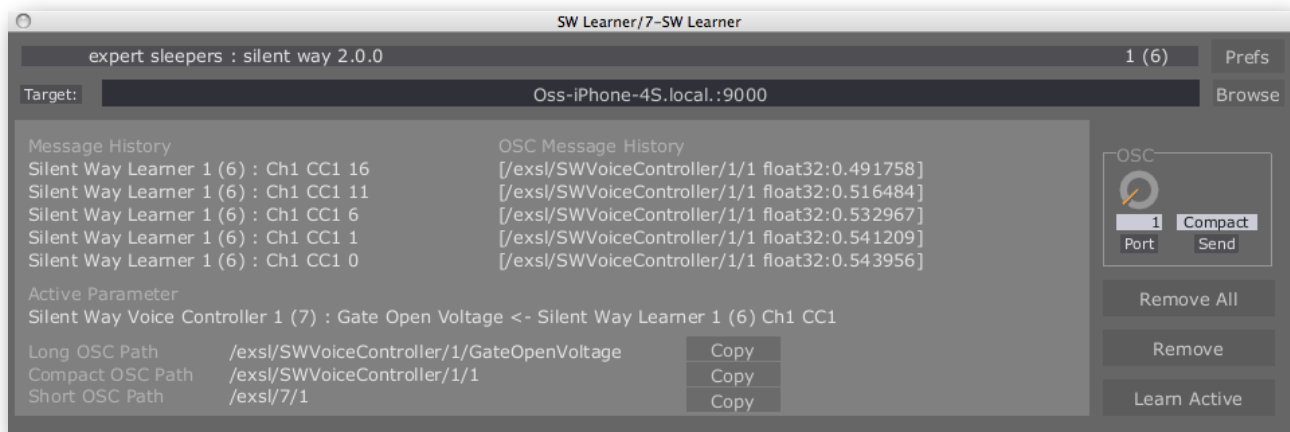 SW Learner/7-SW Learner
expert sleepers : silent way 2.0.0 1 (6) Prefs
Target: Oss-iPhone-4S.local.:9000 Browse
Message History
Silent Way Learner 1 (6) : Ch1 CC1 16
Silent Way Learner 1 (6) : Ch1 CC1 11
Silent Way Learner 1 (6) : Ch1 CC1 6
Silent Way Learner 1 (6) : Ch1 CC1 1
Silent Way Learner 1 (6) : Ch1 CC1 0
OSC Message History
[/exsl/SWVoiceController/1/1 float32:0.491758]
[/exsl/SWVoiceController/1/1 float32:0.516484]
[/exsl/SWVoiceController/1/1 float32:0.532967]
[/exsl/SWVoiceController/1/1 float32:0.541209]
[/exsl/SWVoiceController/1/1 float32:0.543956]
Active Parameter
Silent Way Voice Controller 1 (7) : Gate Open Voltage <- Silent Way Learner 1 (6) Ch1 CC1
Long OSC Path /exsl/SWVoiceController/1/GateOpenVoltage Copy
Compact OSC Path /exsl/SWVoiceController/1/1 Copy
Short OSC Path /exsl/7/1 Copy
OSC
1 Compact
Port Send
Remove All
Remove
Learn Active